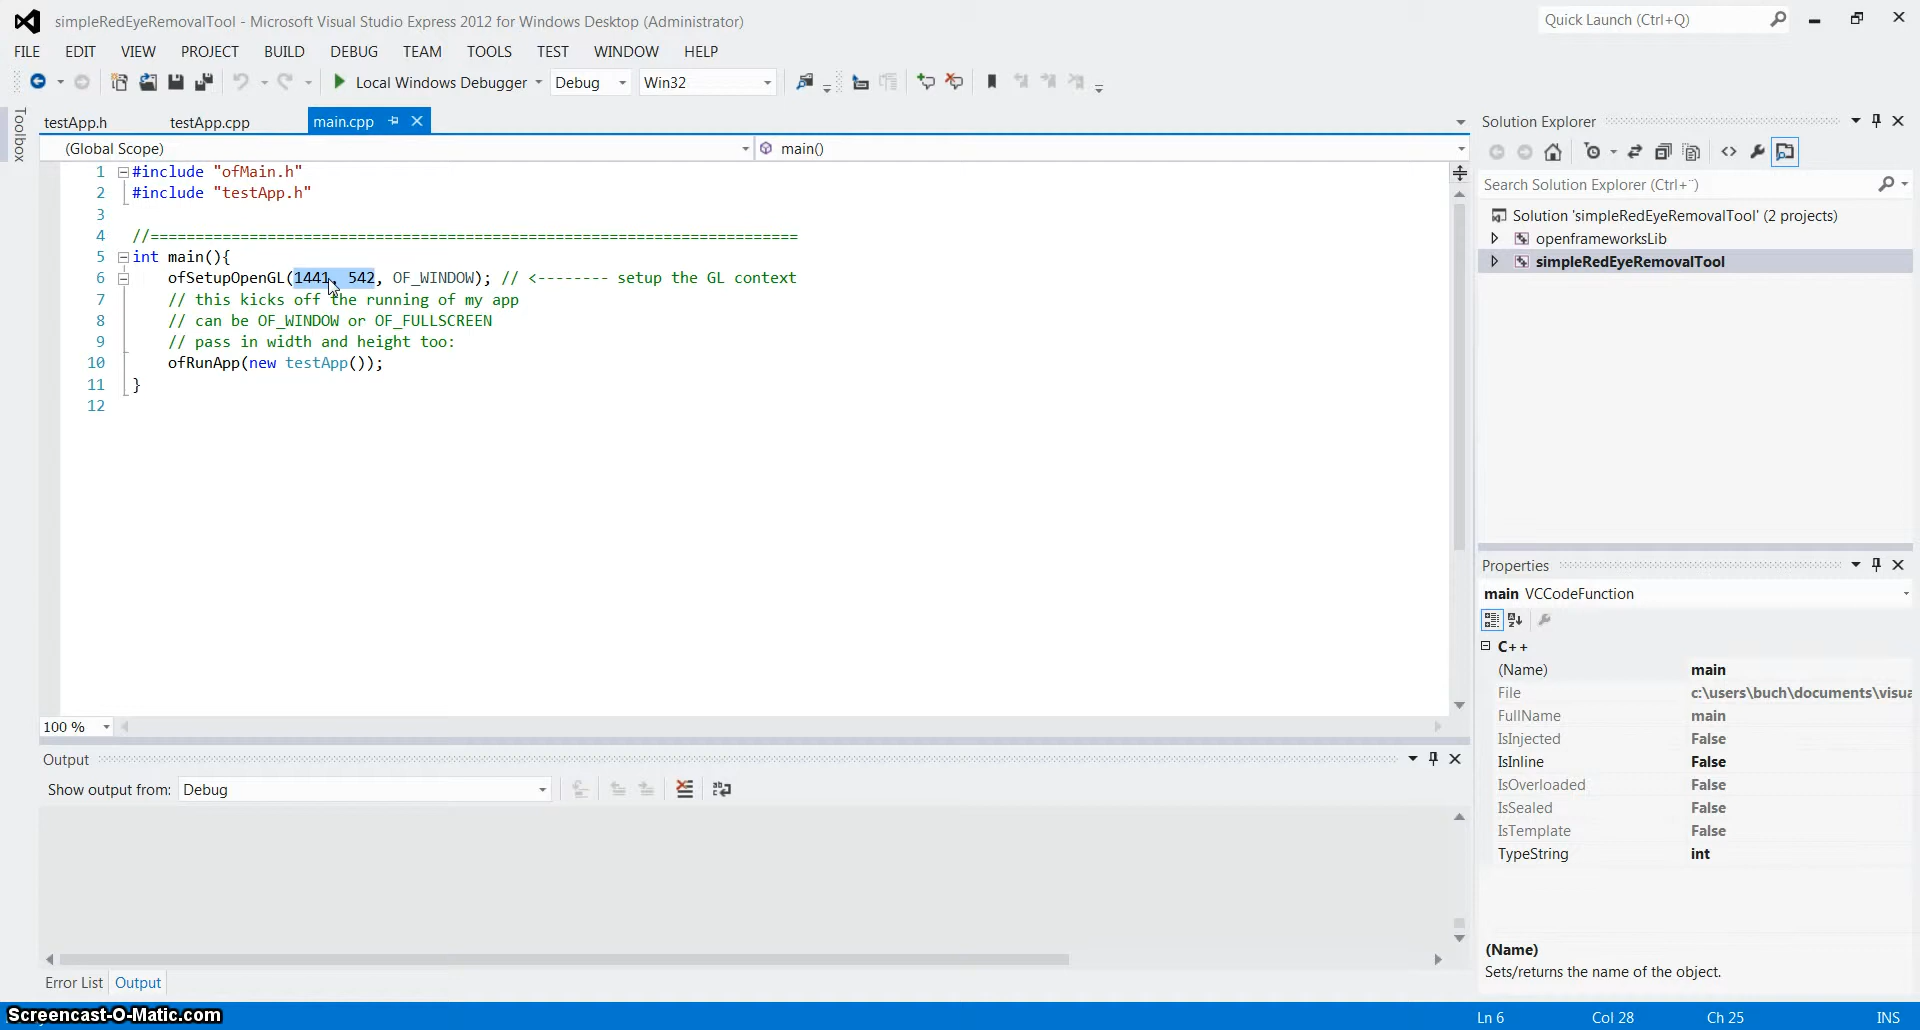 simpleRedEyeRemovalTool - Microsoft Visual Studio Express 2012 for Windows Desktop (Administrator)
Quick Launch (Ctrl+Q)
FILE EDIT VIEW PROJECT BUILD DEBUG TEAM TOOLS TEST WINDOW HELP
Local Windows Debugger Debug Win32
Toolbox
testApp.h testApp.cpp main.cpp
(Global Scope) main()
1 #include "ofMain.h"
2 #include "testApp.h"
3
4 //========================================================================
5 int main(){
6 ofSetupOpenGL(1441, 542, OF_WINDOW); // <-------- setup the GL context
7 // this kicks off the running of my app
8 // can be OF_WINDOW or OF_FULLSCREEN
9 // pass in width and height too:
10 ofRunApp(new testApp());
11 }
12
100 %
Output
Show output from: Debug
Error List Output
Solution Explorer
Search Solution Explorer (Ctrl+¨)
Solution 'simpleRedEyeRemovalTool' (2 projects)
openframeworksLib
simpleRedEyeRemovalTool
Properties
main VCCodeFunction
C++
(Name) main
File c:\users\buch\documents\visua
FullName main
IsInjected False
IsInline False
IsOverloaded False
IsSealed False
IsTemplate False
TypeString int
(Name)
Sets/returns the name of the object.
Screencast-O-Matic.com
Ln 6 Col 28 Ch 25 INS